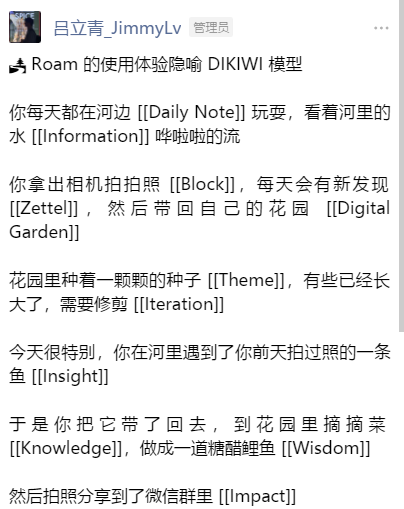 吕立青_JimmyLv 管理员
🏞 Roam 的使用体验隐喻 DIKIWI 模型
你每天都在河边 [[Daily Note]] 玩耍，看着河里的
水 [[Information]] 哗啦啦的流
你拿出相机拍拍照 [[Block]]，每天会有新发现
[[Zettel]]，然后带回自己的花园 [[Digital
Garden]]
花园里种着一颗颗的种子 [[Theme]]，有些已经长
大了，需要修剪 [[Iteration]]
今天很特别，你在河里遇到了你前天拍过照的一条
鱼 [[Insight]]
于是你把它带了回去，到花园里摘摘菜
[[Knowledge]]，做成一道糖醋鲤鱼 [[Wisdom]]
然后拍照分享到了微信群里 [[Impact]]